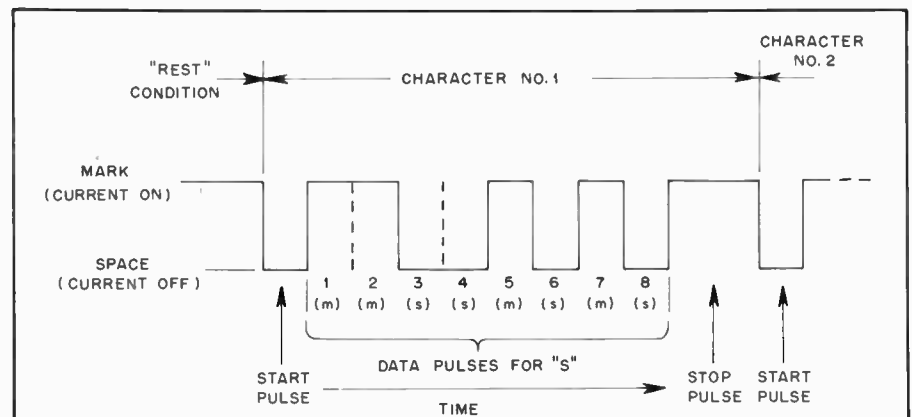 CHARACTER
NO. 2
"REST"
CONDITION
CHARACTER NO. 1
MARK
(CURRENT ON)
SPACE
(CURRENT OFF)
1 2 3 4 5 6 7 8
(m) (m) (s) (s) (m) (s) (m) (s)
DATA PULSES FOR "S"
START
PULSE
TIME
STOP
PULSE
START
PULSE